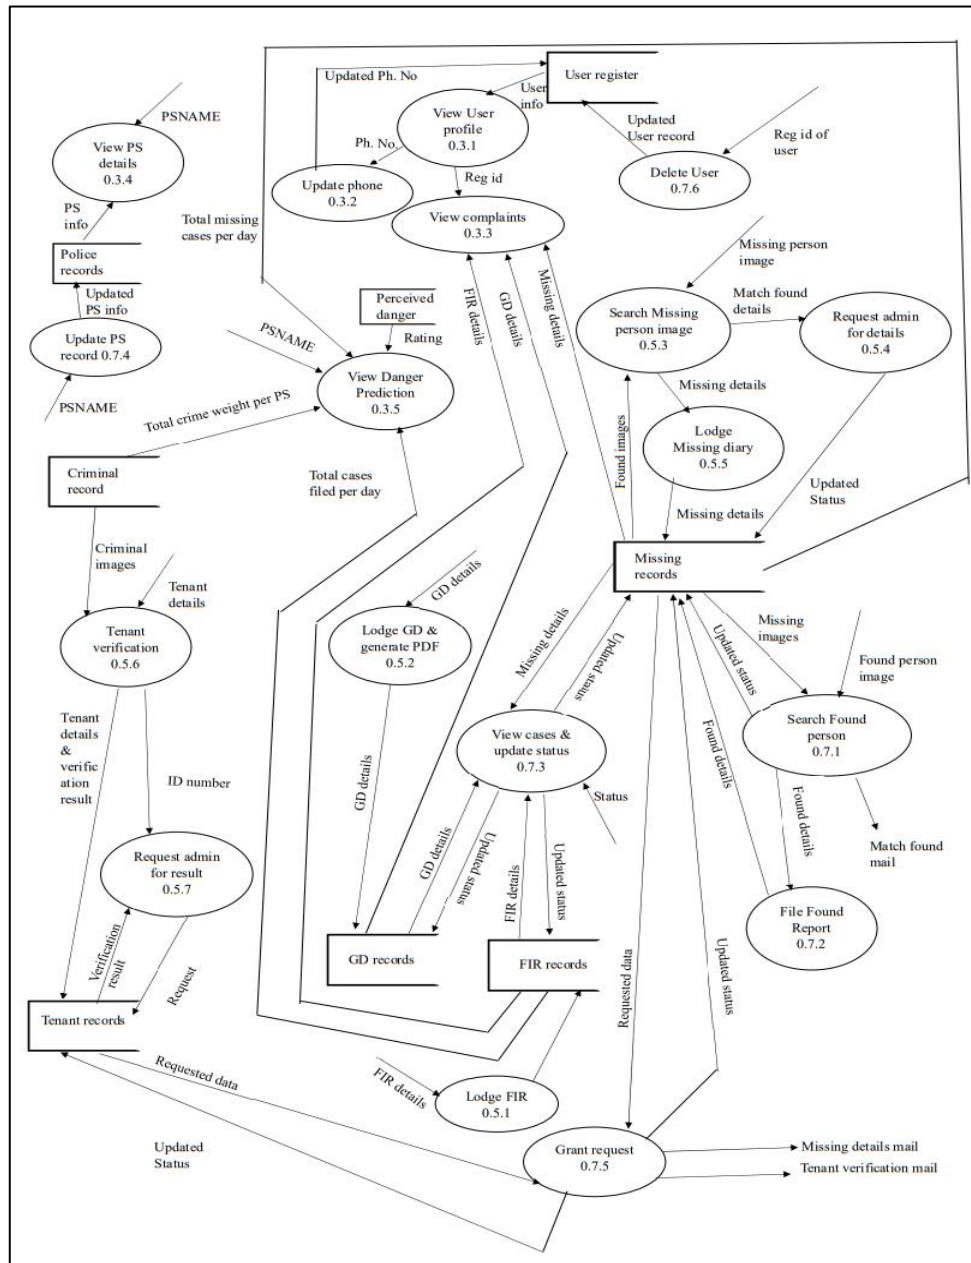 Updated Ph. No
User register
User
info
PSNAME
View User
profile
0.3.1
Updated
User record
Reg id of
user
View PS
details
0.3.4
Ph. No.
Delete User
0.7.6
Reg id
Update phone
0.3.2
PS
info
Total missing
cases per day
View complaints
0.3.3
Missing person
image
Police
records
Updated
PS info
FIR details
GD details
Missing details
Match found
details
Perceived
danger
Search Missing
person image
0.5.3
Request admin
for details
0.5.4
Update PS
record 0.7.4
PSNAME
Rating
View Danger
Prediction
0.3.5
Missing details
PSNAME
Total crime weight per PS
Lodge
Missing diary
0.5.5
Found images
Criminal
record
Total cases
filed per day
Updated
Status
Missing details
Criminal
images
Missing
records
Tenant
details
GD details
Tenant
verification
0.5.6
Lodge GD &
generate PDF
0.5.2
Missing details
Updated status
Missing
images
Updated status
Found person
image
Tenant
details
&
verific
ation
result
View cases &
update status
0.7.3
Search Found
person
0.7.1
Found details
ID number
GD details
Status
Found details
GD details
Updated status
FIR details
Updated status
Match found
mail
Request admin
for result
0.5.7
File Found
Report
0.7.2
Verification
result
Request
GD records
FIR records
Requested data
Updated status
Tenant records
Requested data
FIR details
Lodge FIR
0.5.1
Updated
Status
Grant request
0.7.5
Missing details mail
Tenant verification mail